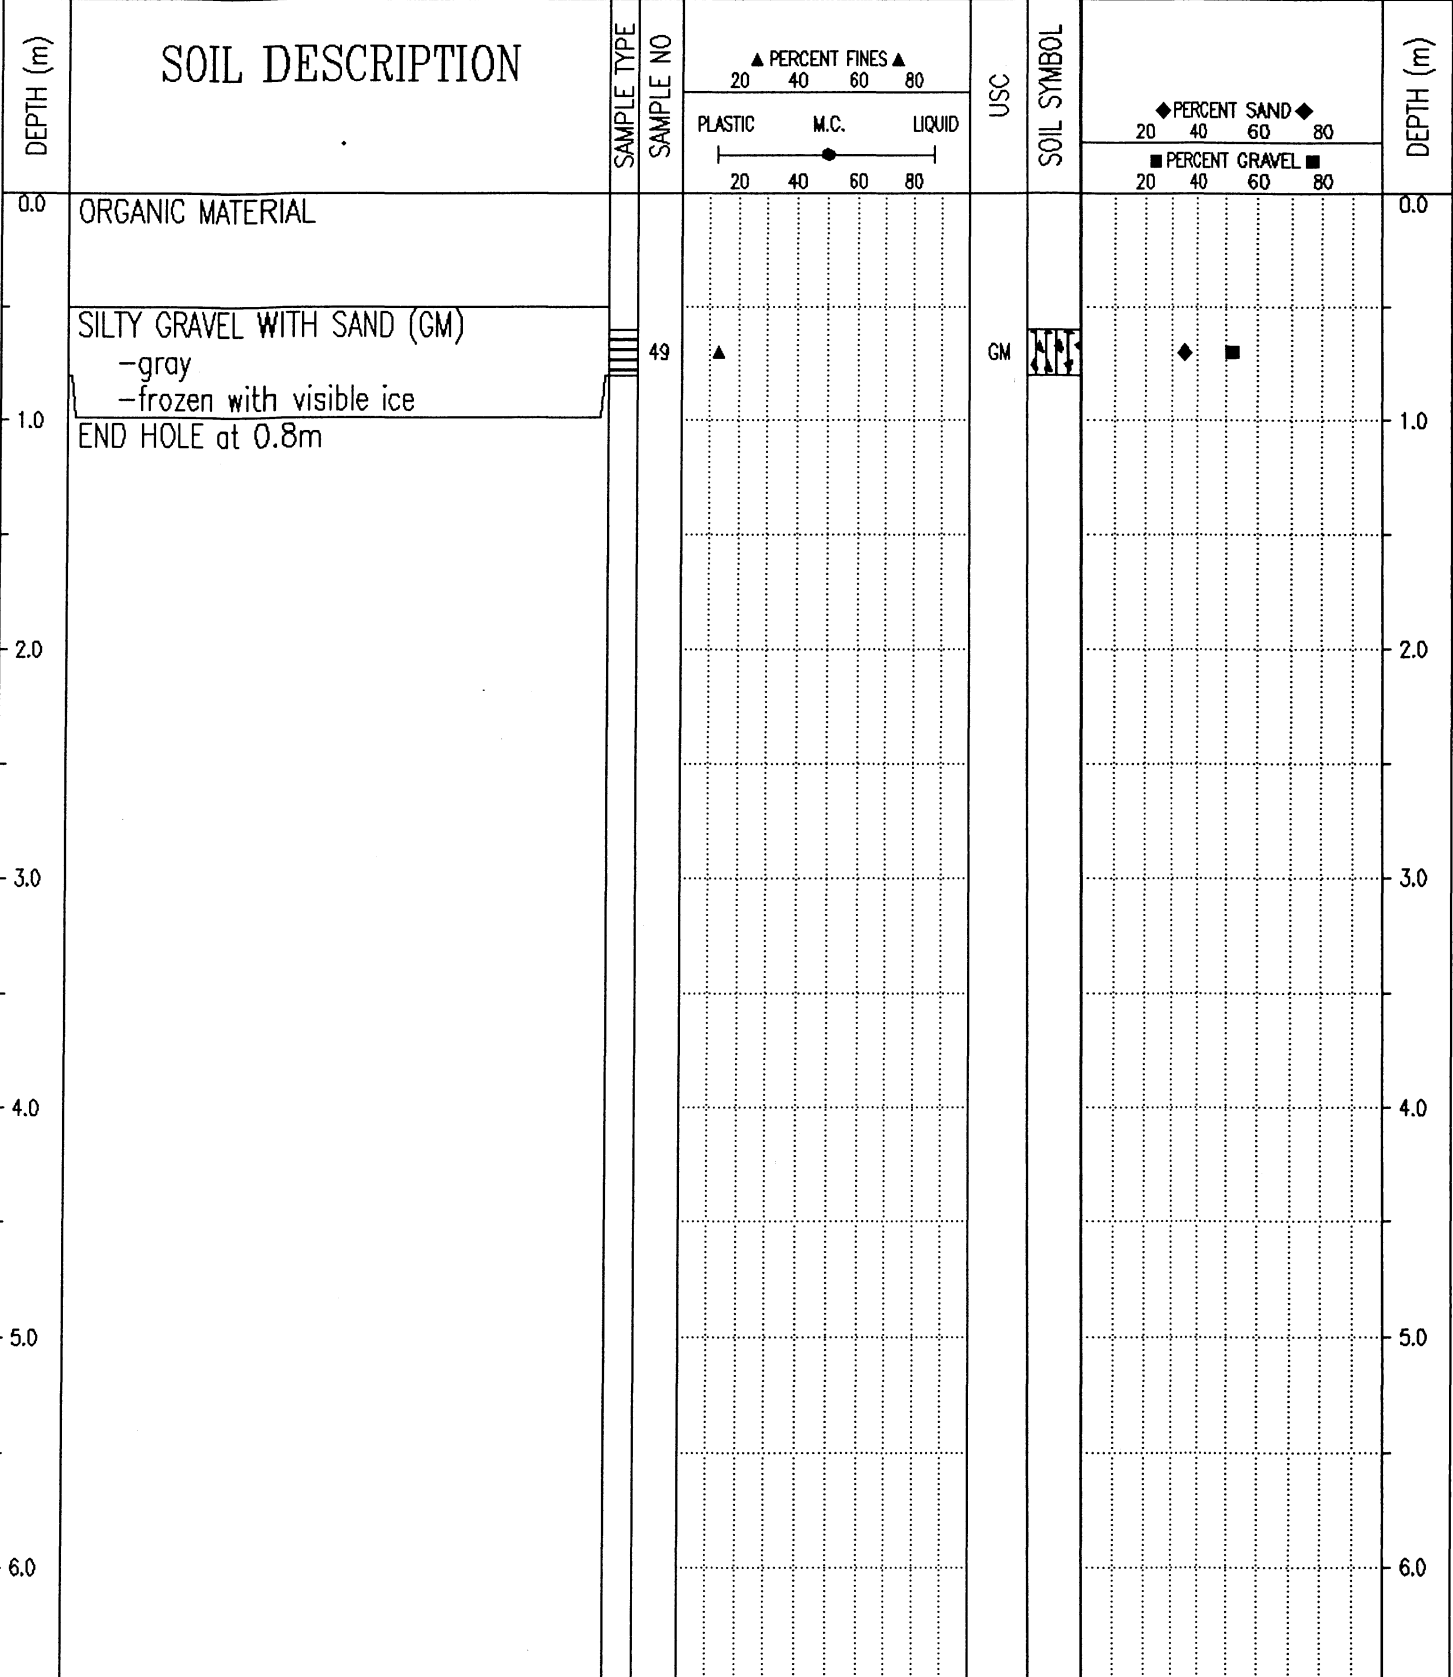 DEPTH (m)
SOIL DESCRIPTION
SAMPLE TYPE
SAMPLE NO
▲ PERCENT FINES ▲
20 40 60 80
PLASTIC M.C. LIQUID
20 40 60 80
USC
SOIL SYMBOL
◆PERCENT SAND◆
20 40 60 80
■PERCENT GRAVEL■
20 40 60 80
DEPTH (m)
0.0 ORGANIC MATERIAL 0.0
SILTY GRAVEL WITH SAND (GM)
49 GM
-gray
-frozen with visible ice
1.0 1.0
END HOLE at 0.8m
2.0 2.0
3.0 3.0
4.0 4.0
5.0 5.0
6.0 6.0